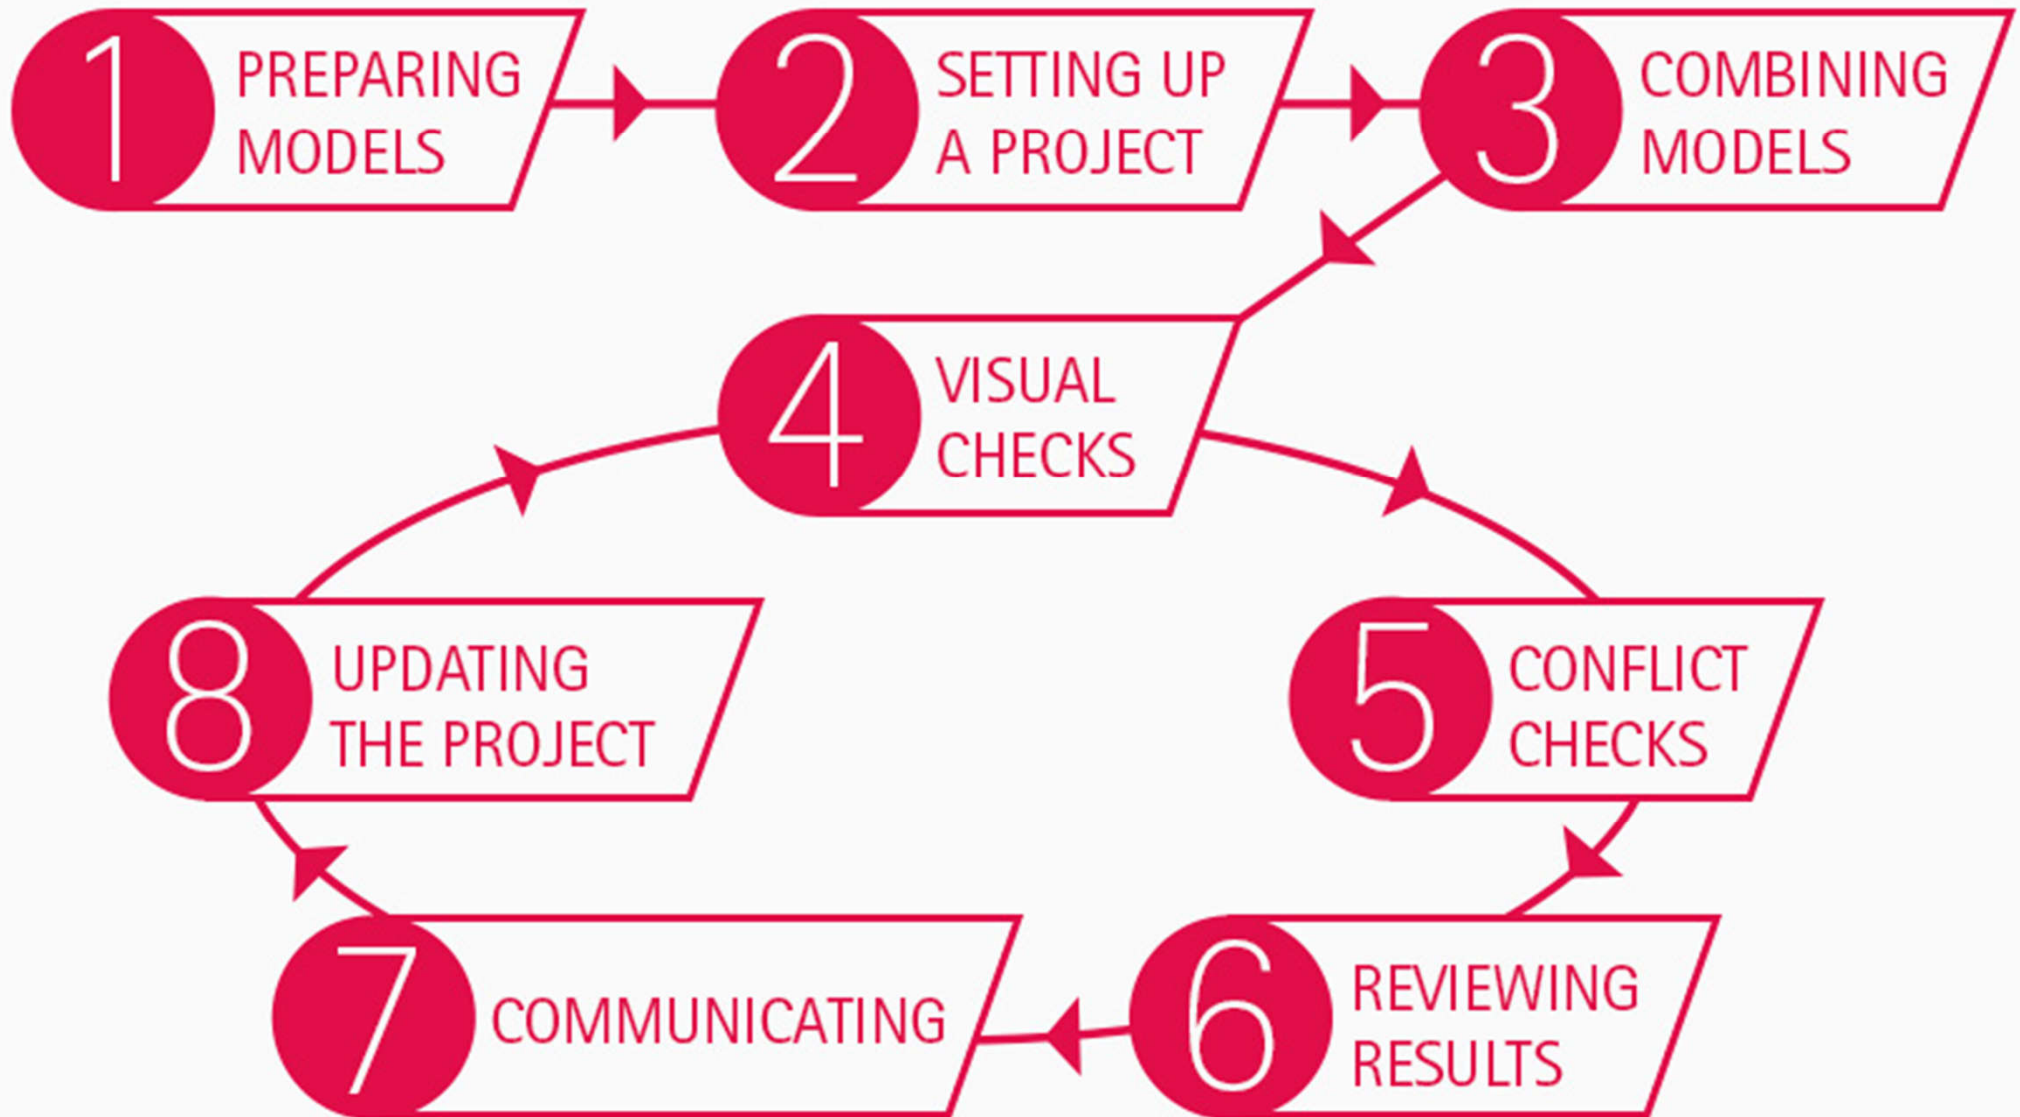 1
PREPARING
MODELS
2
SETTING UP
A PROJECT
3
COMBINING
MODELS
4
VISUAL
CHECKS
5
CONFLICT
CHECKS
6
REVIEWING
RESULTS
7
COMMUNICATING
8
UPDATING
THE PROJECT